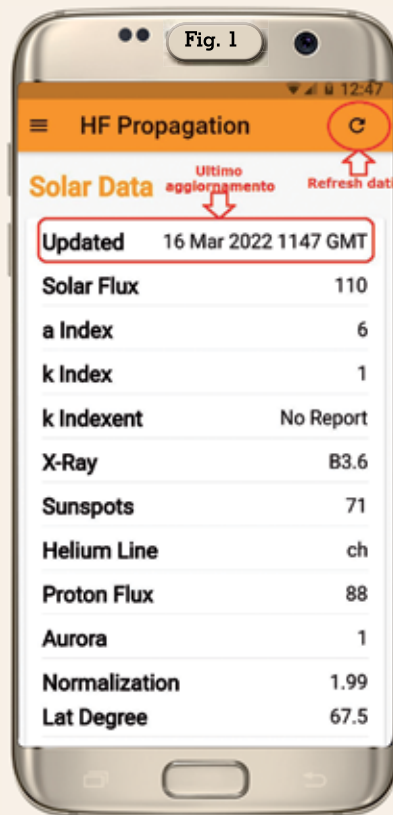 Fig. 1
12:47
HF Propagation
Ultimo
aggiornamento
Refresh dati
Solar Data
Updated 16 Mar 2022 1147 GMT
Solar Flux 110
a Index 6
k Index 1
k Indexent No Report
X-Ray B3.6
Sunspots 71
Helium Line ch
Proton Flux 88
Aurora 1
Normalization 1.99
Lat Degree 67.5